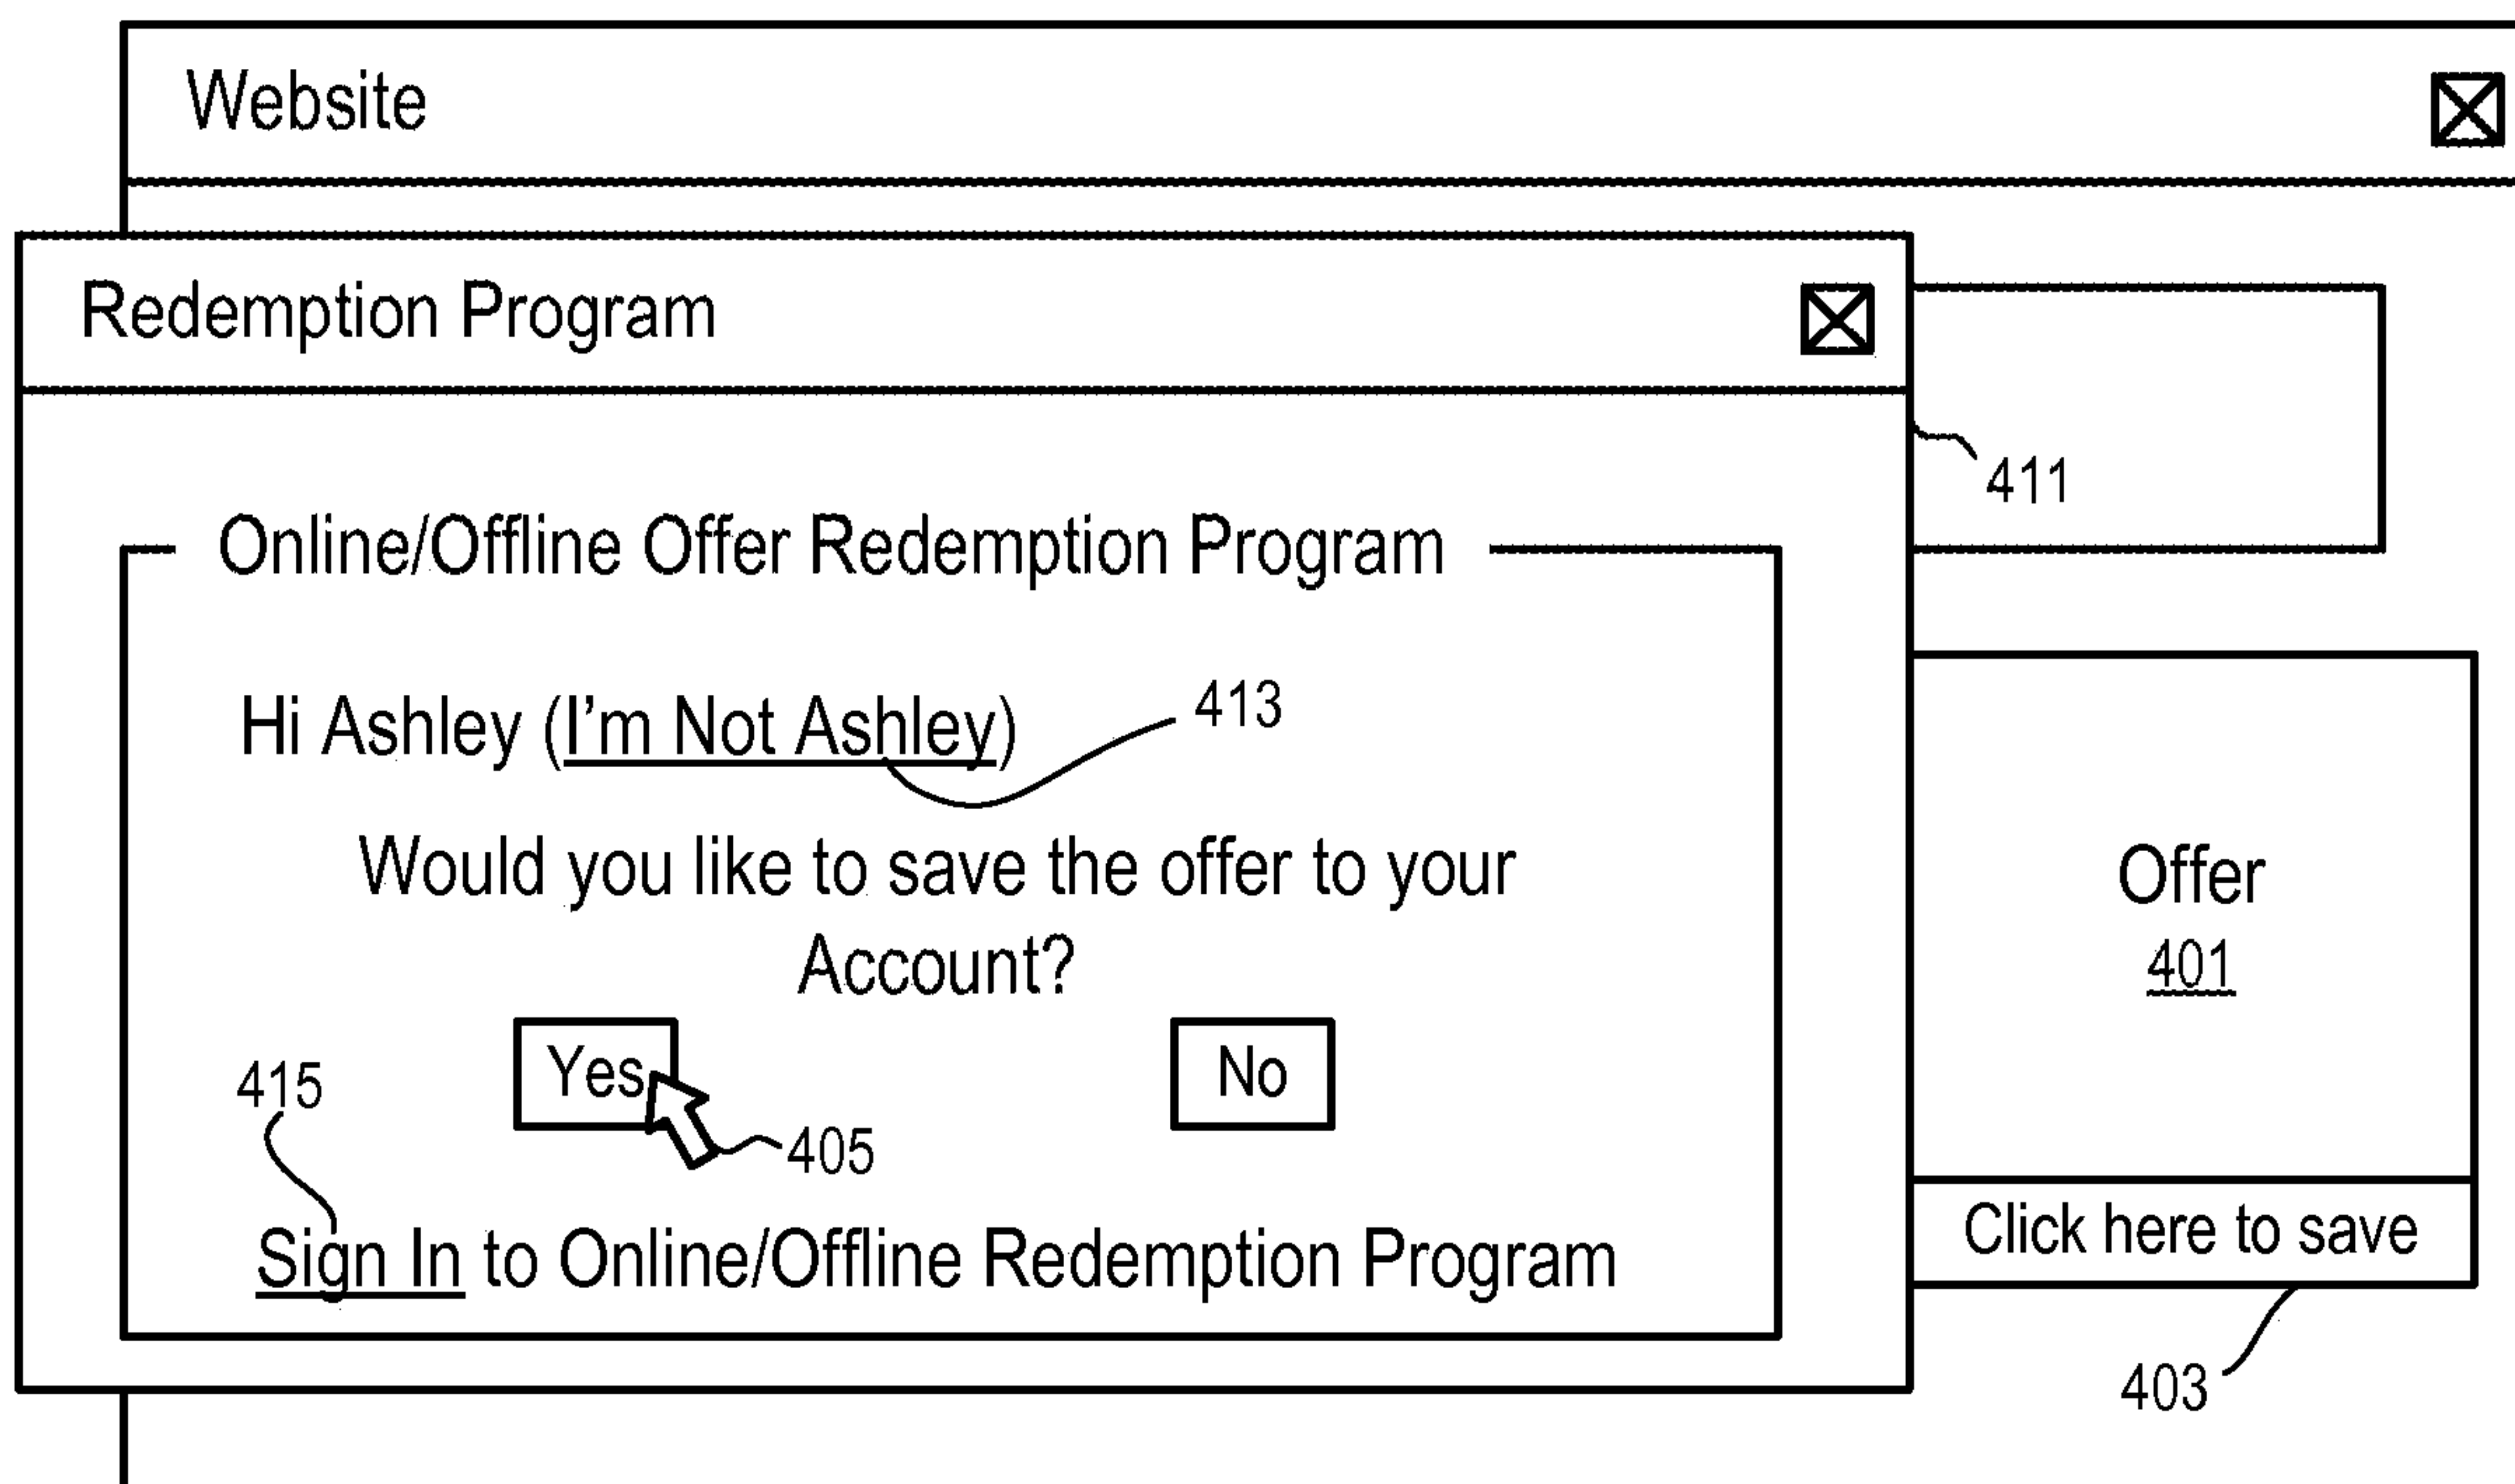 Website
Redemption Program
411
Online/Offline Offer Redemption Program
Hi Ashley (I'm Not Ashley)
413
Would you like to save the offer to your
Account?
Offer
401
Yes
No
415
405
Sign In to Online/Offline Redemption Program
Click here to save
403